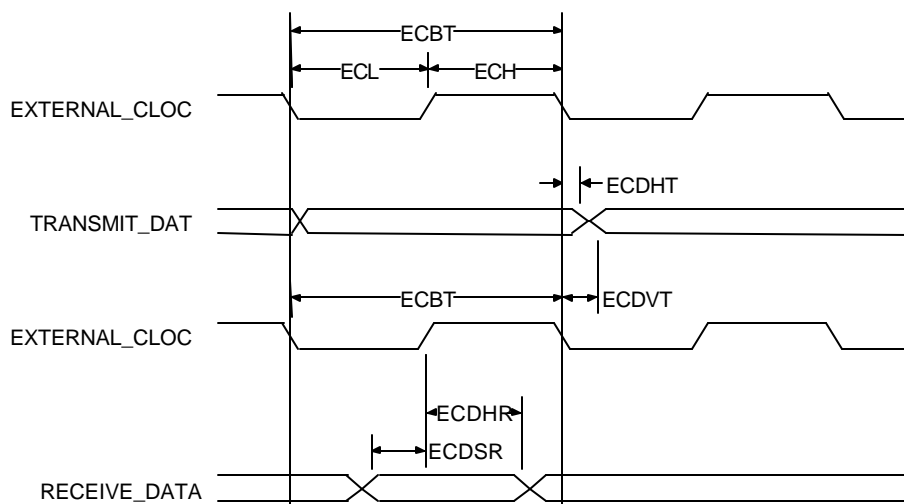 ECBT
ECL ECH
EXTERNAL_CLOC
ECDHT
TRANSMIT_DAT
ECBT ECDVT
EXTERNAL_CLOC
ECDHR
ECDSR
RECEIVE_DATA